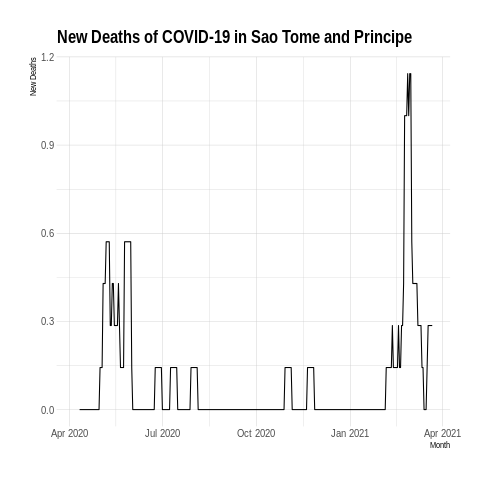 New Deaths of COVID-19 in Sao Tome and Principe
New Deaths
1.2
0.9
0.6
0.3
0.0
Apr 2020 Jul 2020 Oct 2020 Jan 2021 Apr 2021
Month